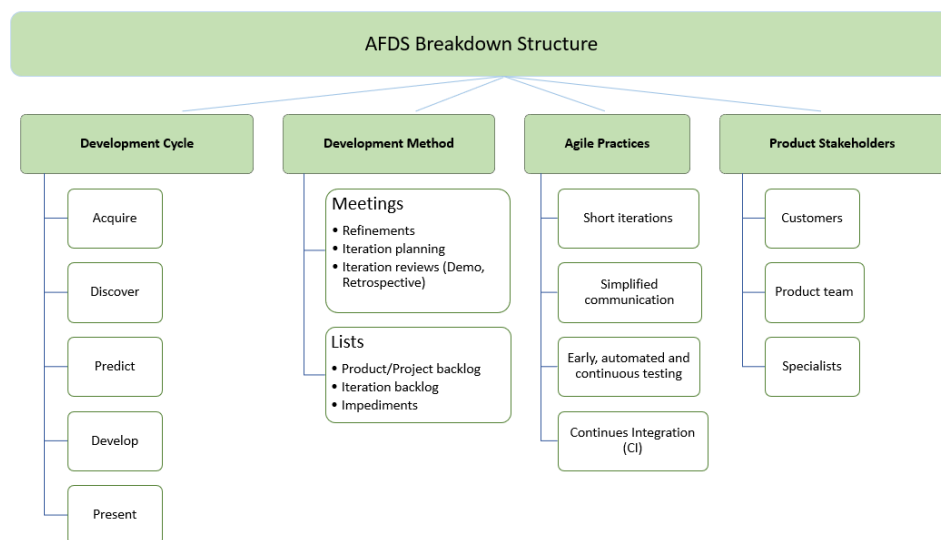 AFDS Breakdown Structure
Development Cycle
Acquire
Discover
Predict
Develop
Present
Development Method
Meetings
• Refinements
• Iteration planning
• Iteration reviews (Demo,
Retrospective)
Lists
• Product/Project backlog
• Iteration backlog
• Impediments
Agile Practices
Short iterations
Simplified
communication
Early, automated and
continuous testing
Continues Integration
(CI)
Product Stakeholders
Customers
Product team
Specialists